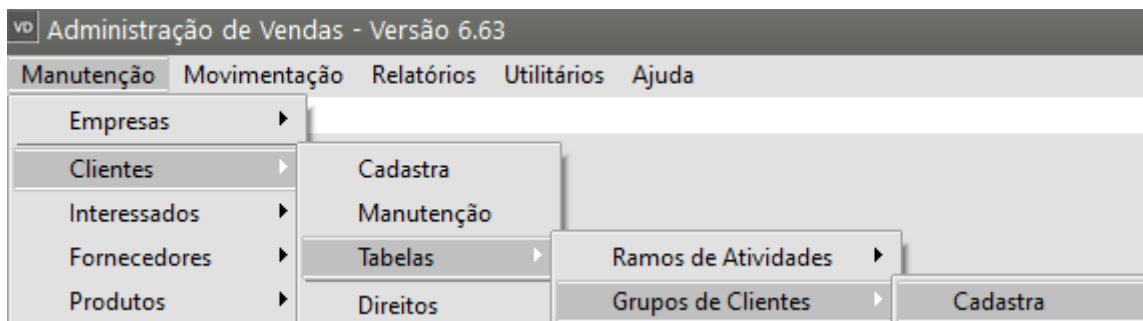 VD Administração de Vendas - Versão 6.63
Manutenção Movimentação Relatórios Utilitários Ajuda
Empresas
Clientes Cadastra
Interessados Manutenção
Fornecedores Tabelas Ramos de Atividades
Produtos Direitos Grupos de Clientes Cadastra